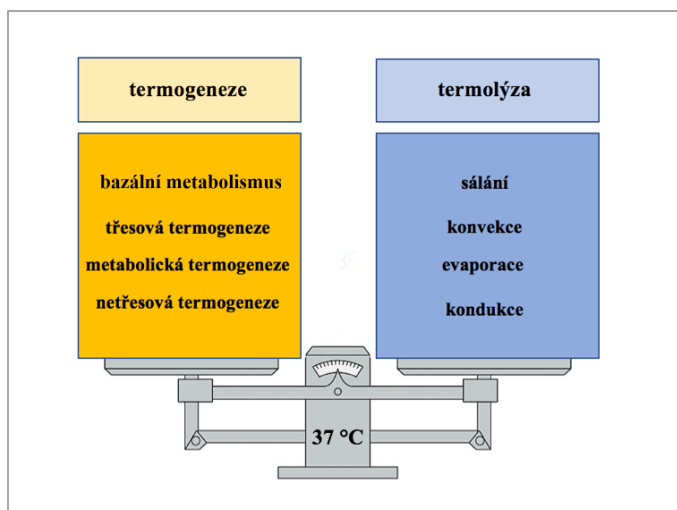 termogeneze
termolýza
bazální metabolismus
třesová termogeneze
metabolická termogeneze
netřesová termogeneze
sálání
konvekce
evaporace
kondukce
37 °C